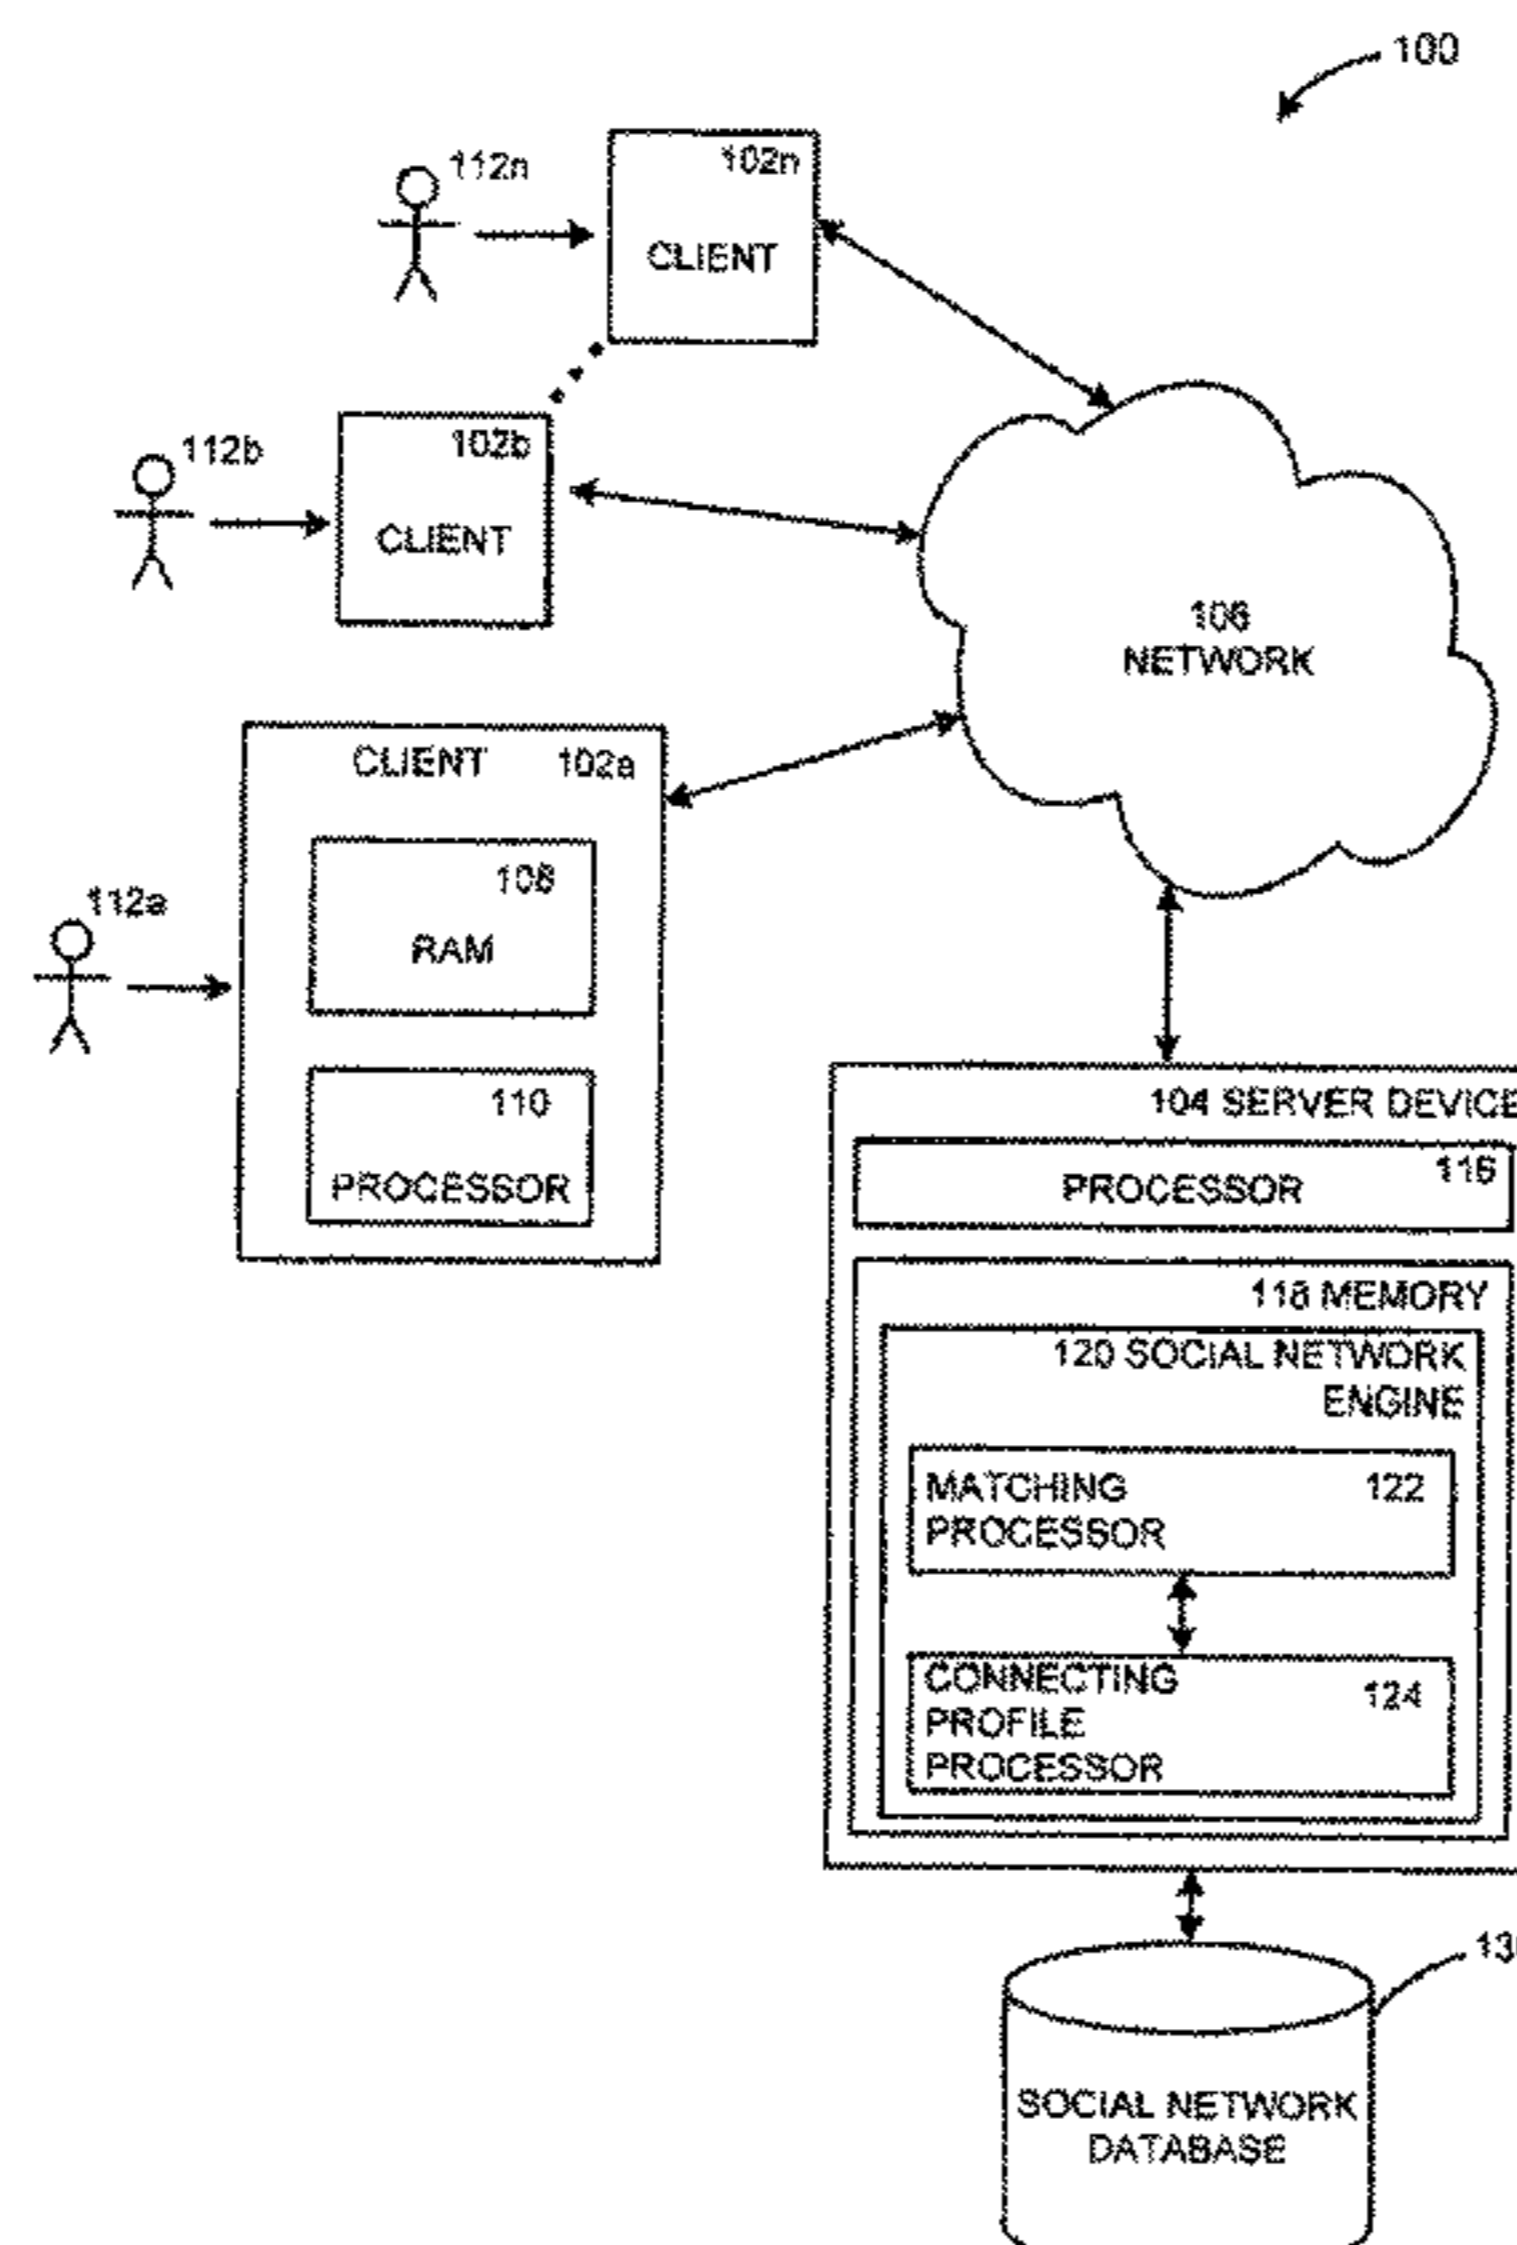 100
112n
102n
CLIENT
112b
102b
CLIENT
106
NETWORK
CLIENT 102a
108
RAM
112a
110
PROCESSOR
104 SERVER DEVICE
116
PROCESSOR
118 MEMORY
120 SOCIAL NETWORK
ENGINE
MATCHING 122
PROCESSOR
CONNECTING 124
PROFILE
PROCESSOR
SOCIAL NETWORK
DATABASE